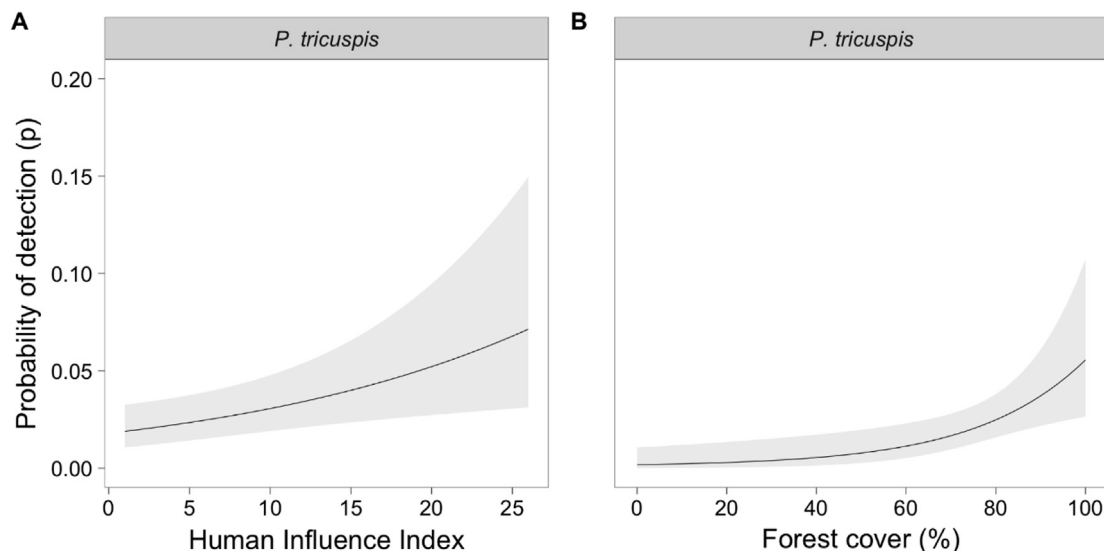 A
P. tricuspis
B
P. tricuspis
Probability of detection (p)
0.20
0.15
0.10
0.05
0.00
0 5 10 15 20 25
Human Influence Index
0 20 40 60 80 100
Forest cover (%)